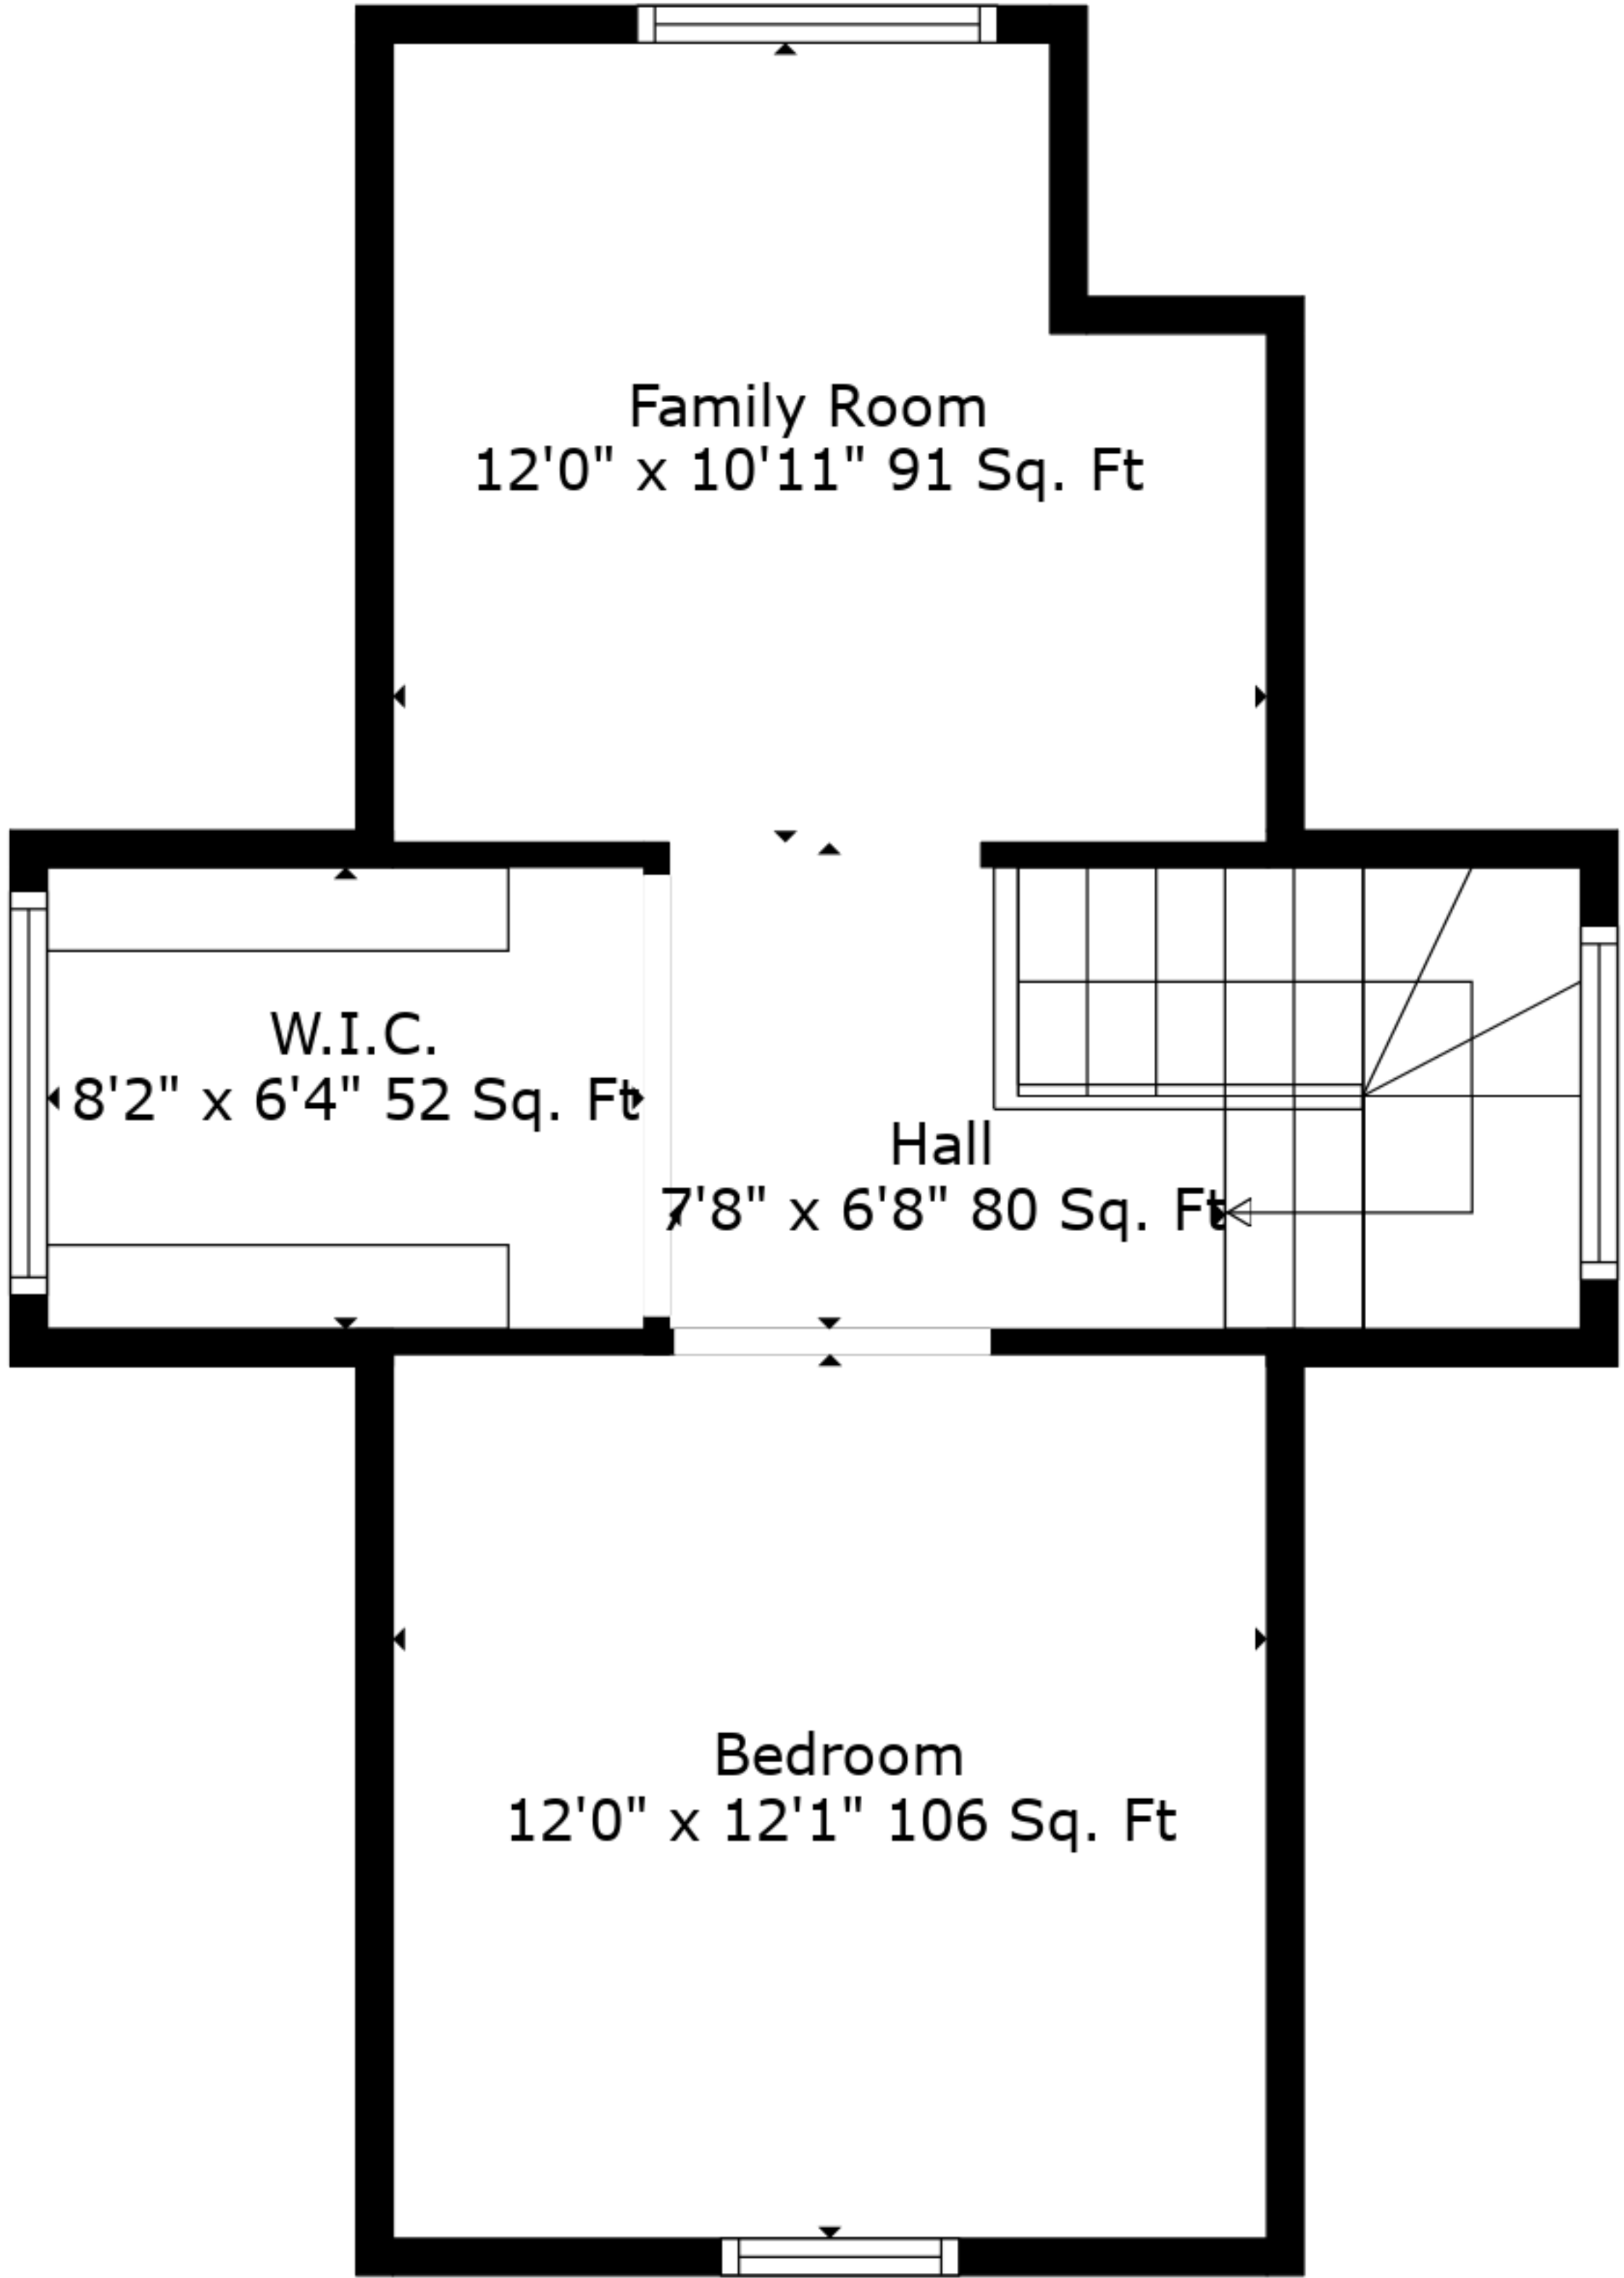 Family Room
12'0" x 10'11" 91 Sq. Ft
W.I.C.
8'2" x 6'4" 52 Sq. Ft
Hall
7'8" x 6'8" 80 Sq. Ft
Bedroom
12'0" x 12'1" 106 Sq. Ft